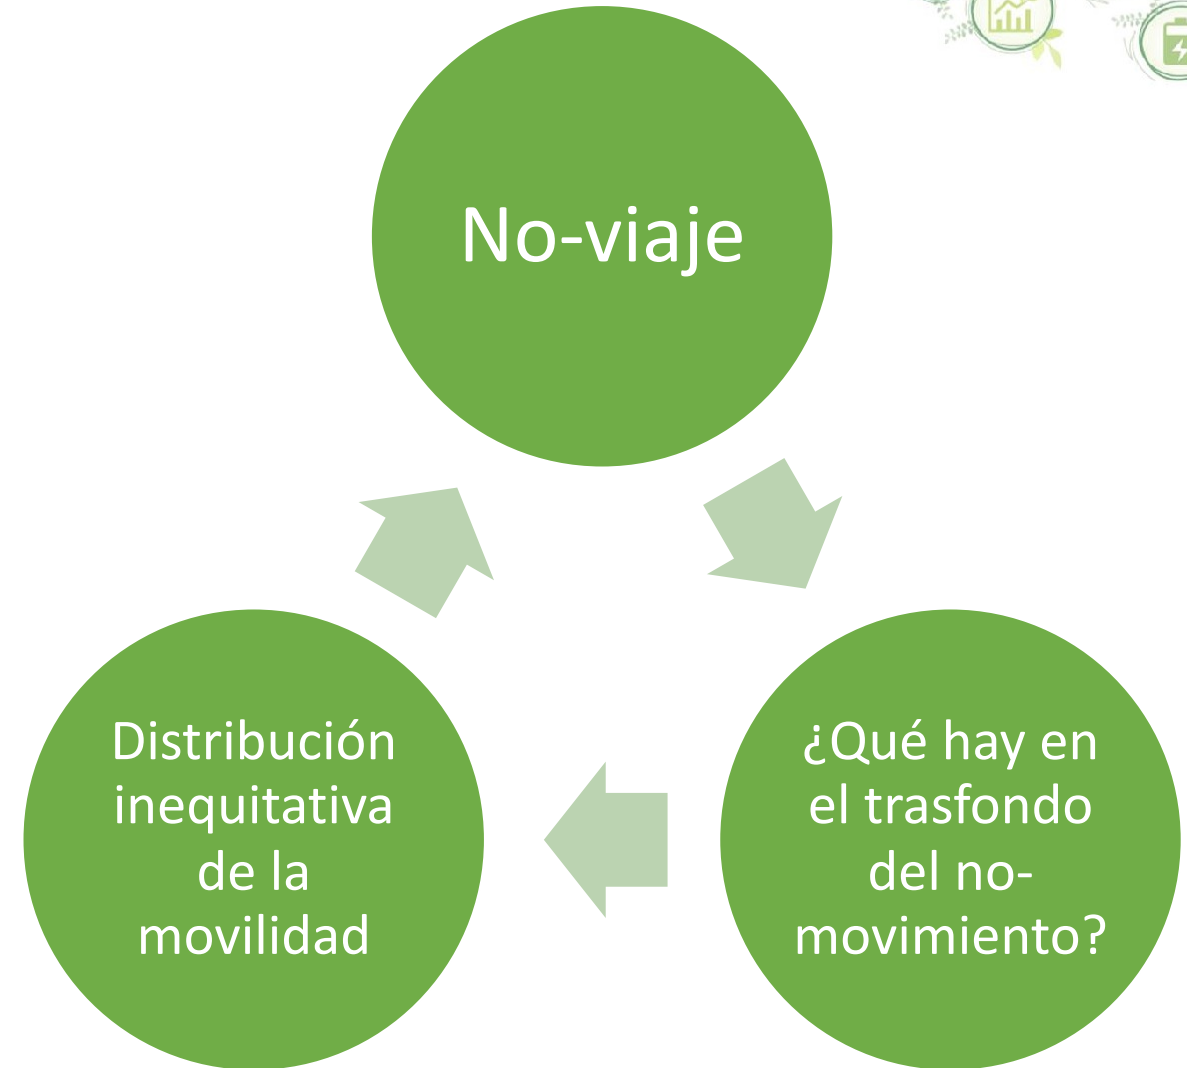 No-viaje
Distribución
inequitativa
de la
movilidad
¿Qué hay en
el trasfondo
del no-
movimiento?